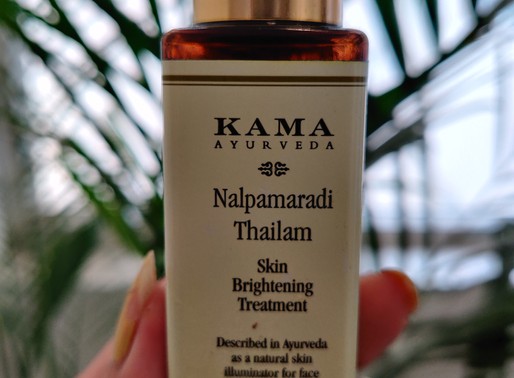 KAMA
AYURVEDA
Nalpamaradi
Thailam
Skin
Brightening
Treatment
Described in Ayurveda
as a natural skin
illuminator for face